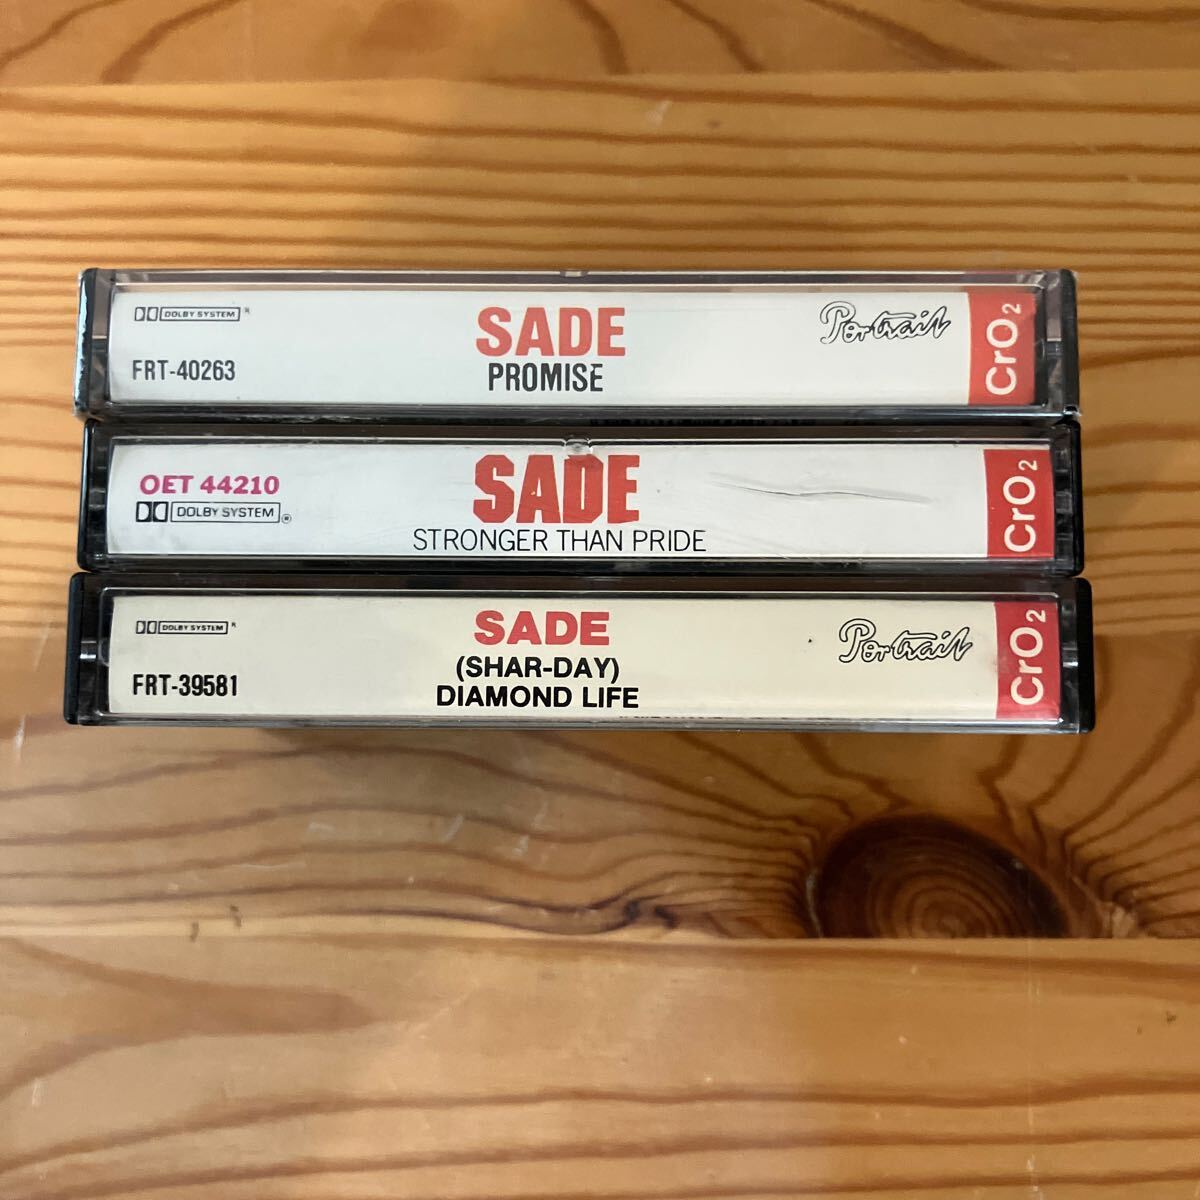 DOLBY SYSTEM ®
FRT-40263
SADE
PROMISE
Portrait
CrO2
OET 44210
DOLBY SYSTEM ®
SADE
STRONGER THAN PRIDE
CrO2
DOLBY SYSTEM ®
FRT-39581
SADE
(SHAR-DAY)
DIAMOND LIFE
Portrait
CrO2